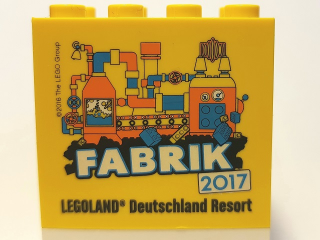 ©2016 The LEGO Group
FABRIK
2017
LEGOLAND® Deutschland Resort